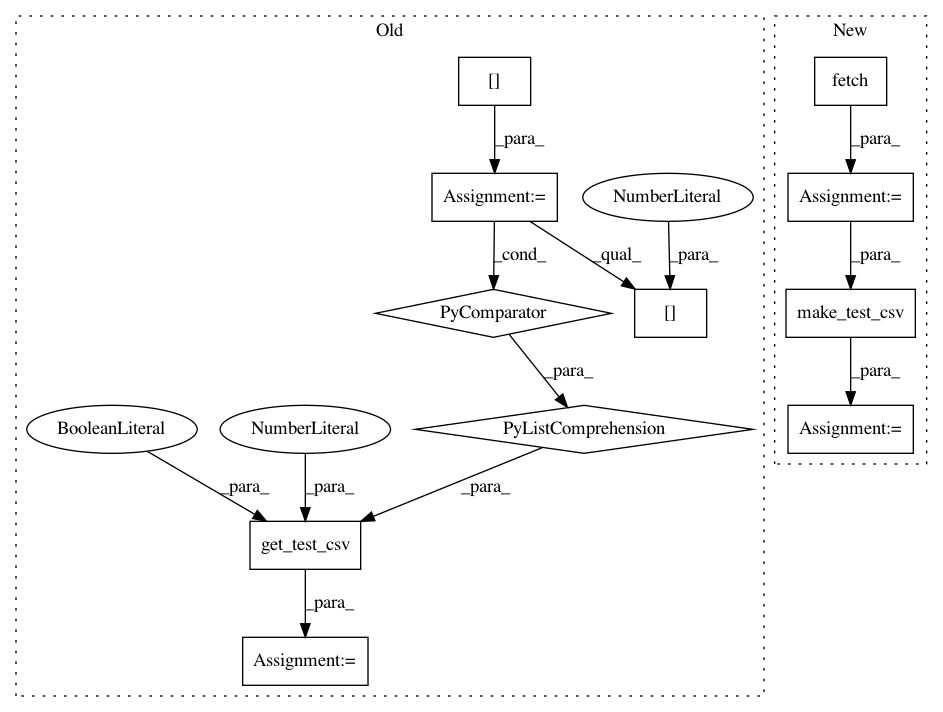 Old
New
[]
fetch
_para_
_para_
Assignment:=
NumberLiteral
Assignment:=
_cond_
_qual_
_para_
_para_
PyComparator
[]
make_test_csv
_para_
_para_
BooleanLiteral
NumberLiteral
PyListComprehension
Assignment:=
_para_
_para_
_para_
get_test_csv
_para_
Assignment:=